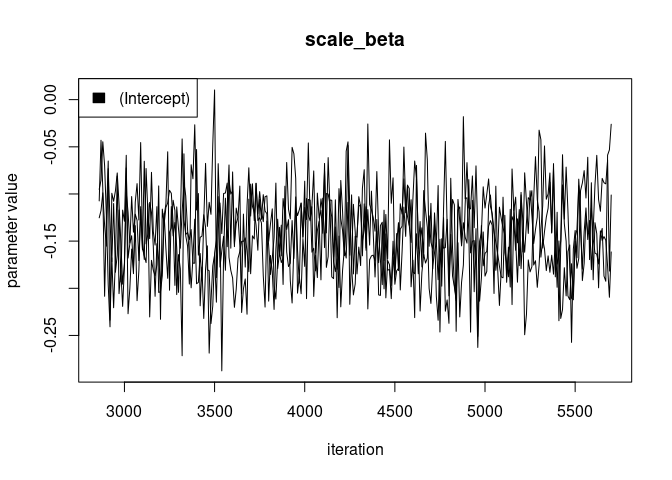 scale_beta
(Intercept)
0.00
-0.05
-0.15
-0.25
parameter value
3000 3500 4000 4500 5000 5500
iteration